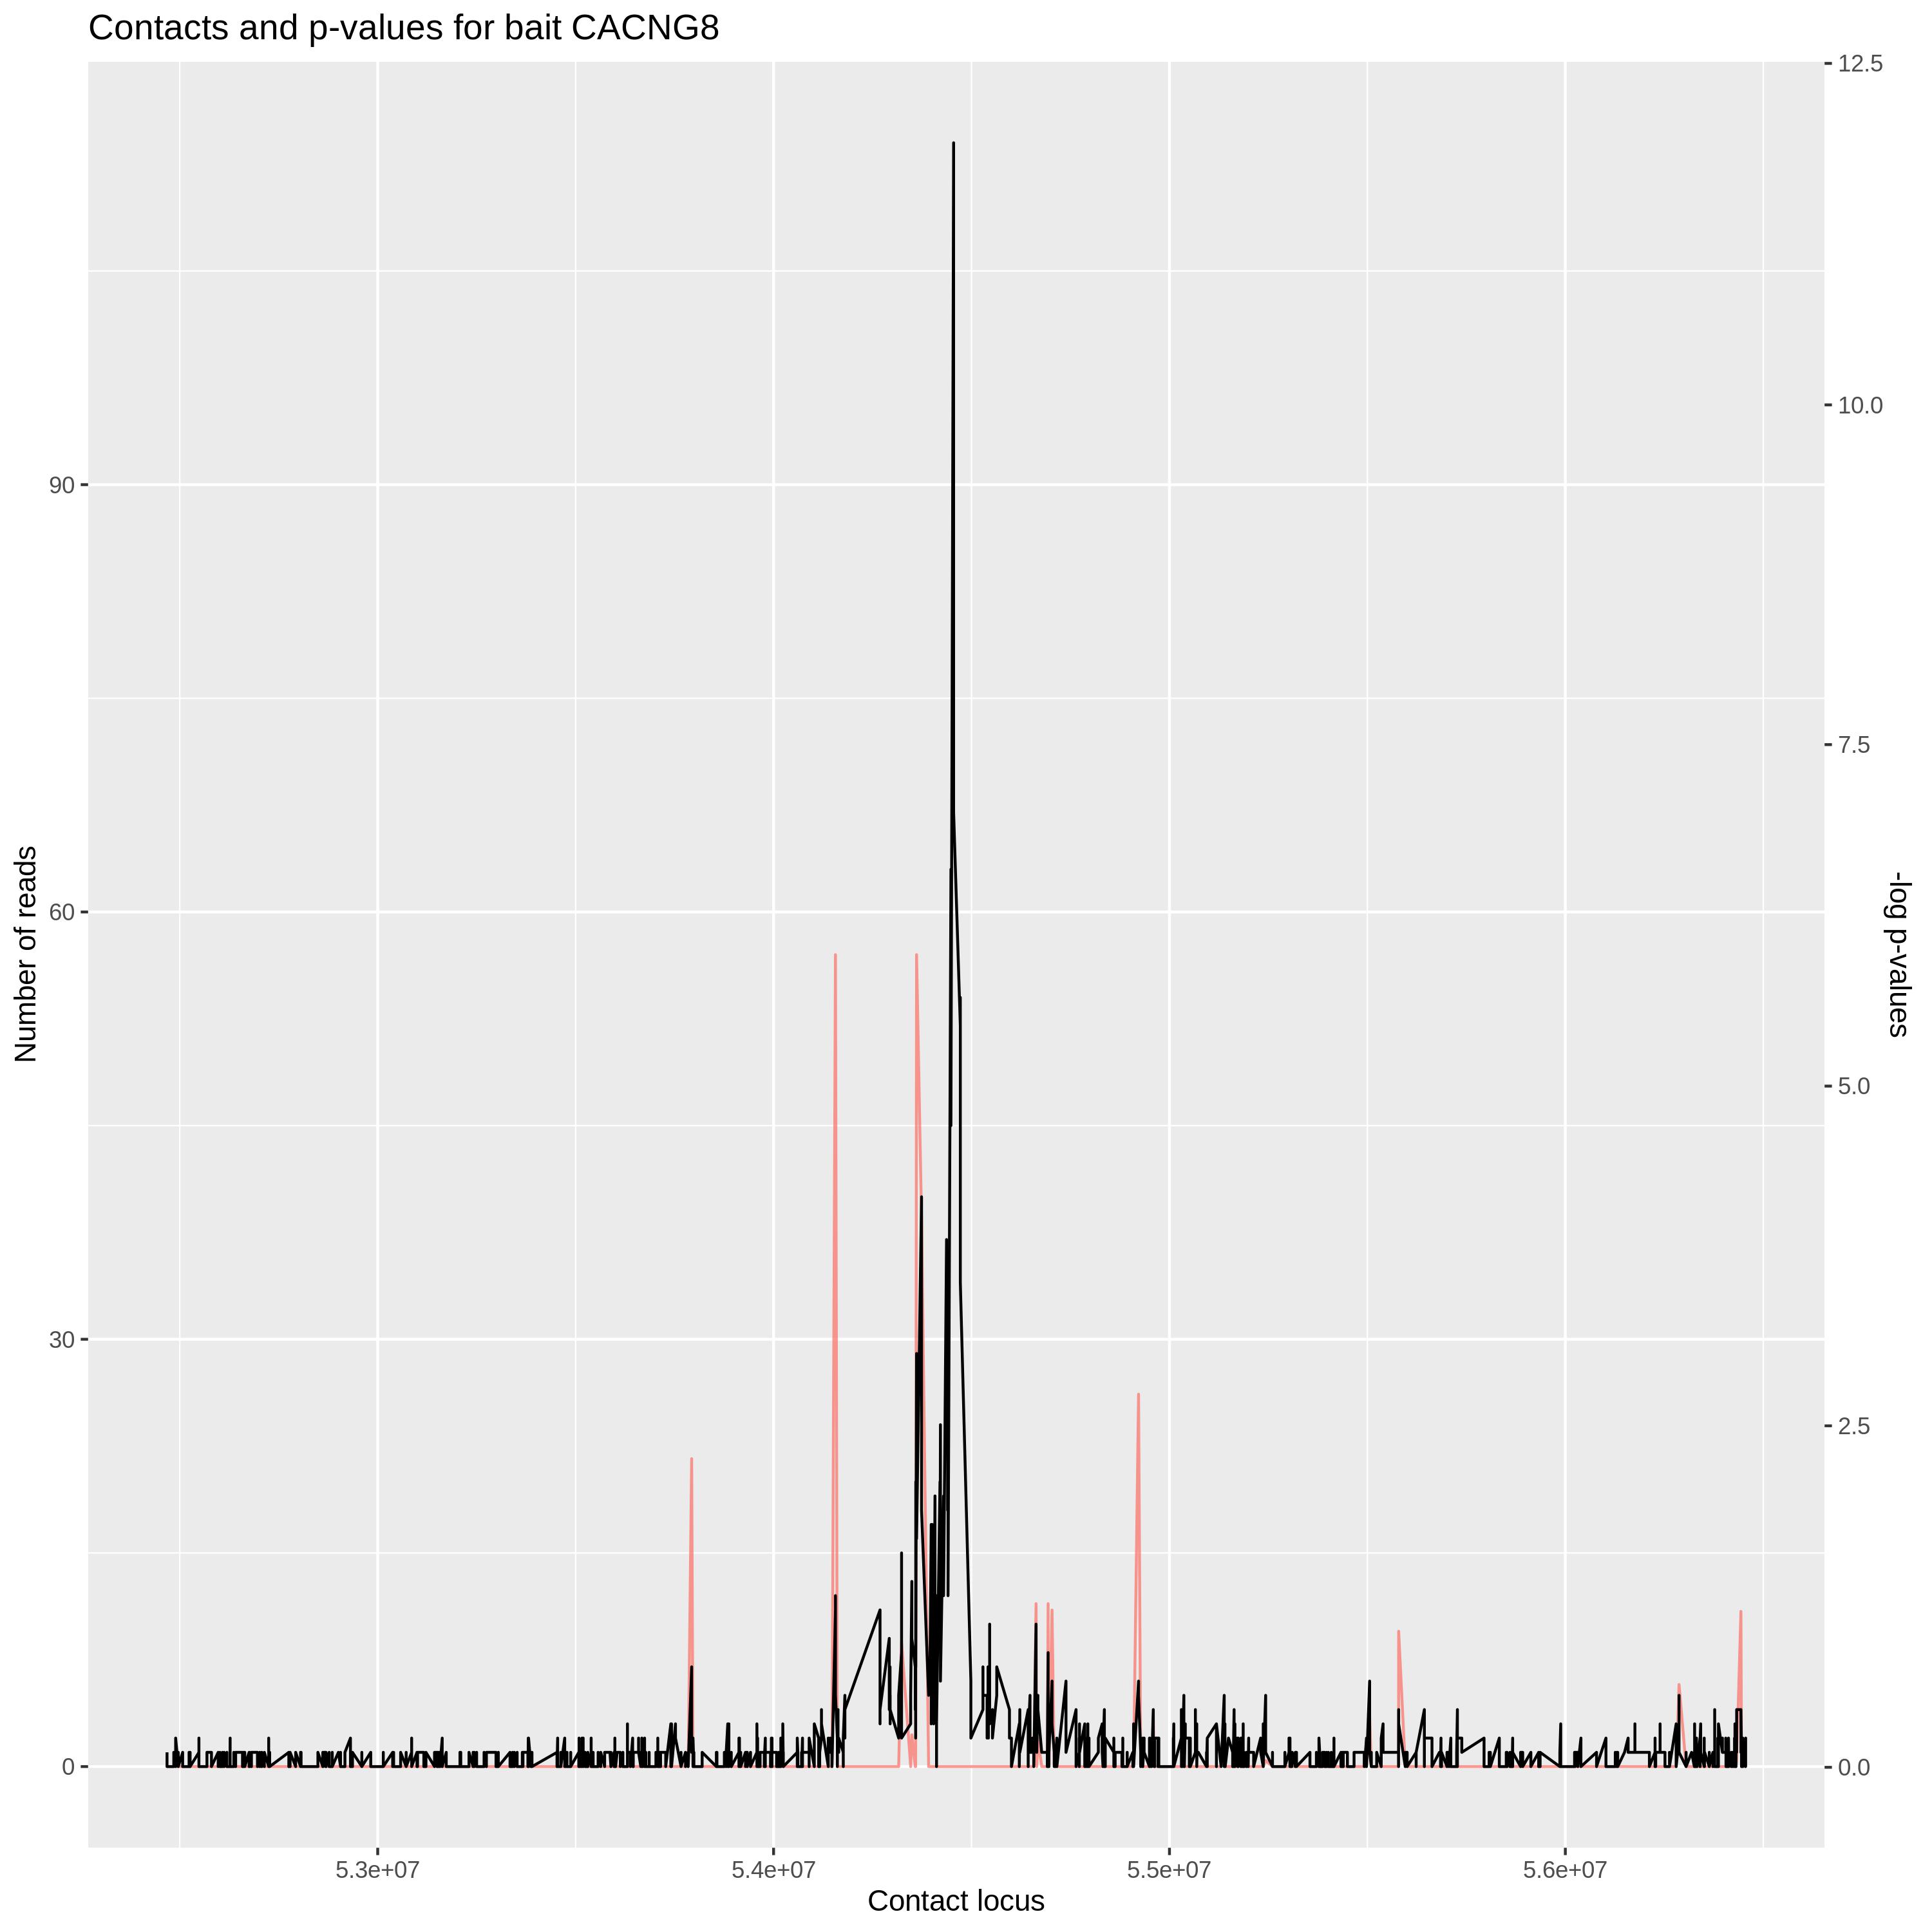 Contacts and p-values for bait CACNG8
12.5
10.0
90
7.5
60
Number of reads
-log p-values
5.0
30
2.5
0
0.0
5.3e+07
5.4e+07
5.5e+07
5.6e+07
Contact locus